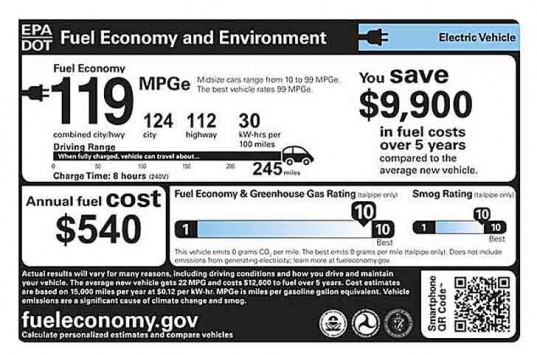 EPA
DOT
Fuel Economy and Environment
Electric Vehicle
Fuel Economy
119 MPGe
Midsize cars range from 10 to 99 MPGe.
The best vehicle rates 99 MPGe.
combined city/hwy
124
city
112
highway
30
kW-hrs per
100 miles
You save
$9,900
in fuel costs
over 5 years
compared to the
average new vehicle.
Driving Range
When fully charged, vehicle can travel about...
0 50 100 150 200 245 miles
Charge Time: 8 hours (240V)
Annual fuel cost
$540
Fuel Economy & Greenhouse Gas Rating (tailpipe only)
10
1 10
Best
Smog Rating (tailpipe only)
10
1 10
Best
This vehicle emits 0 grams CO2 per mile. The best emits 0 grams per mile (tailpipe only). Does not include
emissions from generating electricity; learn more at fueleconomy.gov.
Actual results will vary for many reasons, including driving conditions and how you drive and maintain
your vehicle. The average new vehicle gets 22 MPG and costs $12,600 to fuel over 5 years. Cost estimates
are based on 15,000 miles per year at $0.12 per kW-hr. MPGe is miles per gasoline gallon equivalent. Vehicle
emissions are a significant cause of climate change and smog.
fueleconomy.gov
Calculate personalized estimates and compare vehicles
Smartphone
QR Code™